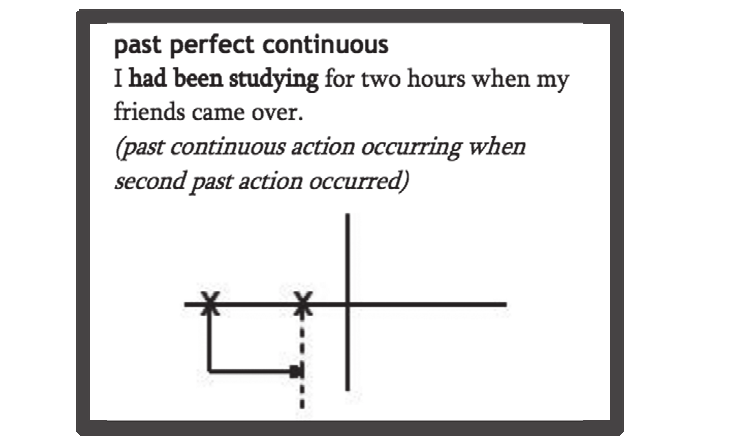 past perfect continuous
I had been studying for two hours when my
friends came over.
(past continuous action occurring when
second past action occurred)